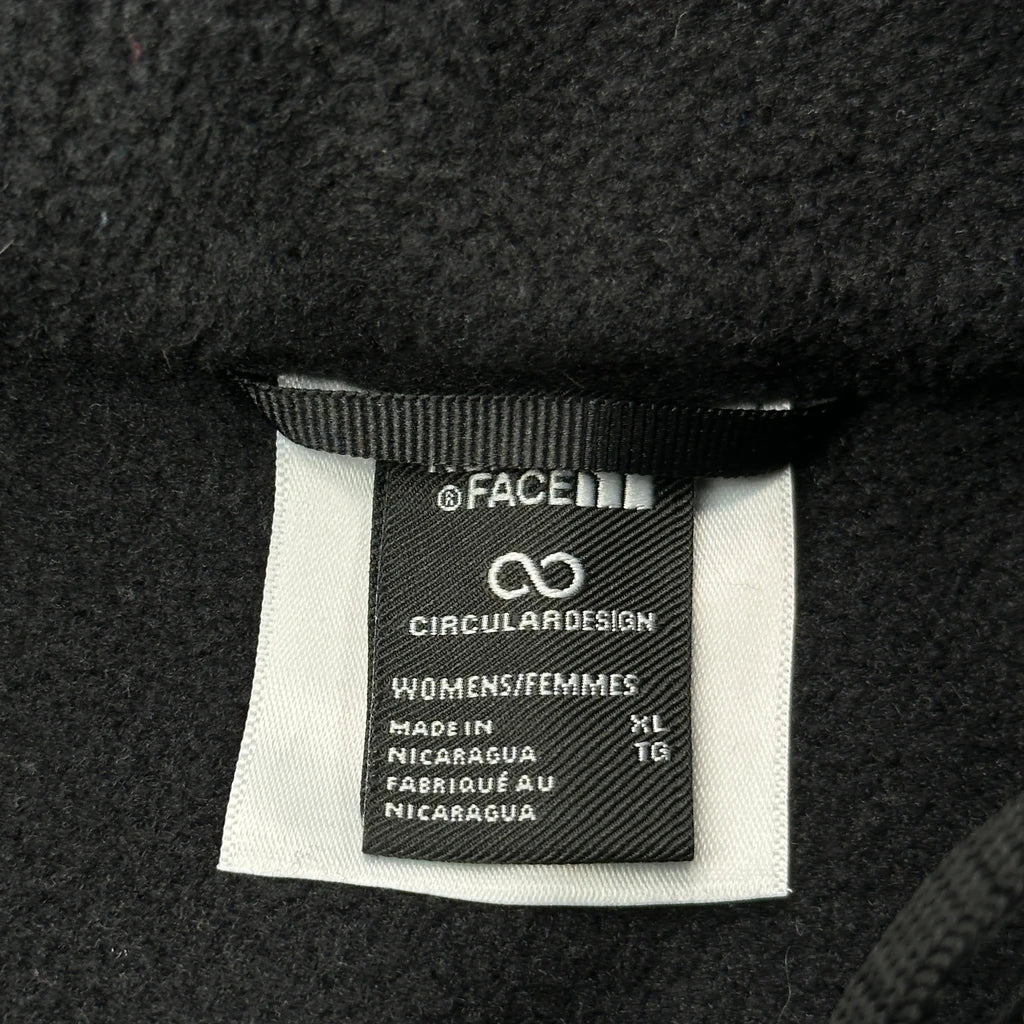 ®FACE
CIRCULARDESIGN
WOMENS/FEMMES
MADE IN XL
NICARAGUA TG
FABRIQUÉ AU
NICARAGUA